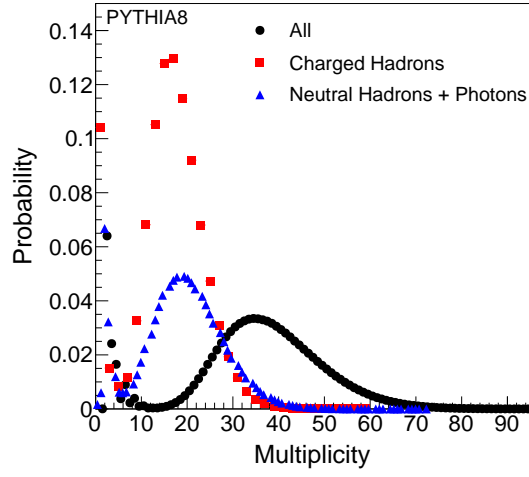 PYTHIA8
All
Charged Hadrons
Neutral Hadrons + Photons
Probability
0.14
0.12
0.1
0.08
0.06
0.04
0.02
0
0 10 20 30 40 50 60 70 80 90
Multiplicity